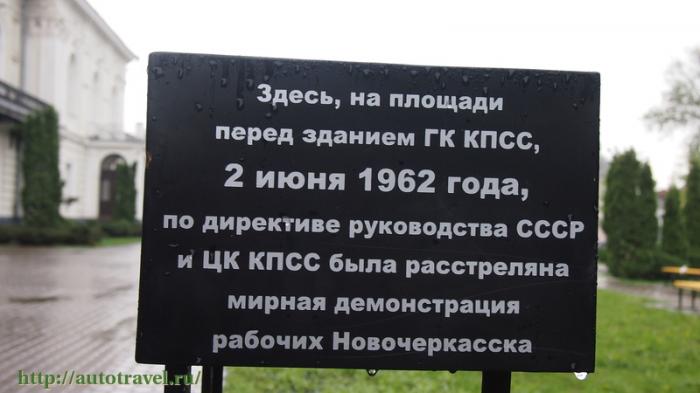 Здесь, на площади
перед зданием ГК КПСС,
2 июня 1962 года,
по директиве руководства СССР
и ЦК КПСС была расстреляна
мирная демонстрация
рабочих Новочеркасска
http://autotravel.ru/